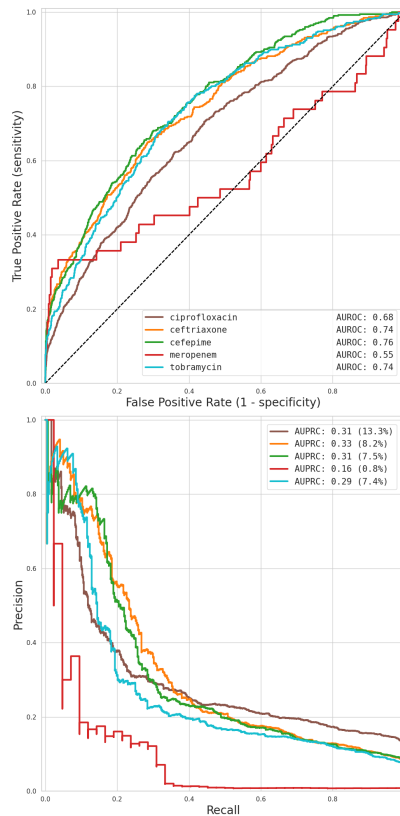 1.0
0.8
0.6
0.4
0.2
0.0
True Positive Rate (sensitivity)
ciprofloxacin AUROC: 0.68
ceftriaxone AUROC: 0.74
cefepime AUROC: 0.76
meropenem AUROC: 0.55
tobramycin AUROC: 0.74
0.0 0.2 0.4 0.6 0.8
False Positive Rate (1 - specificity)
1.0
0.8
0.6
0.4
0.2
0.0
Precision
AUPRC: 0.31 (13.3%)
AUPRC: 0.33 (8.2%)
AUPRC: 0.31 (7.5%)
AUPRC: 0.16 (0.8%)
AUPRC: 0.29 (7.4%)
0.0 0.2 0.4 0.6 0.8
Recall